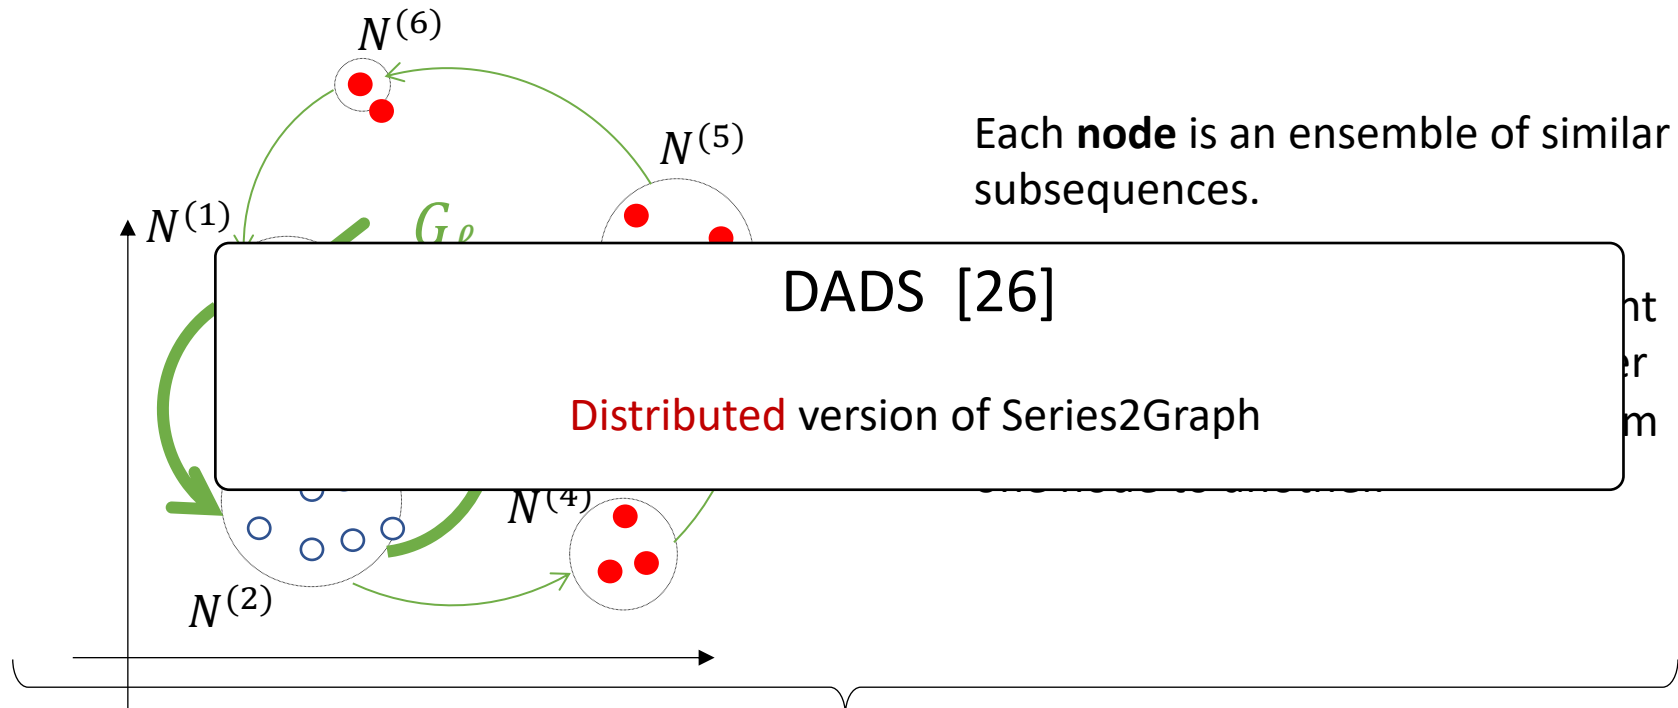 N^(6)
N^(5)
Each node is an ensemble of similar
subsequences.
N^(1)
G_ℓ
DADS [26]
Distributed version of Series2Graph
N^(4)
N^(2)